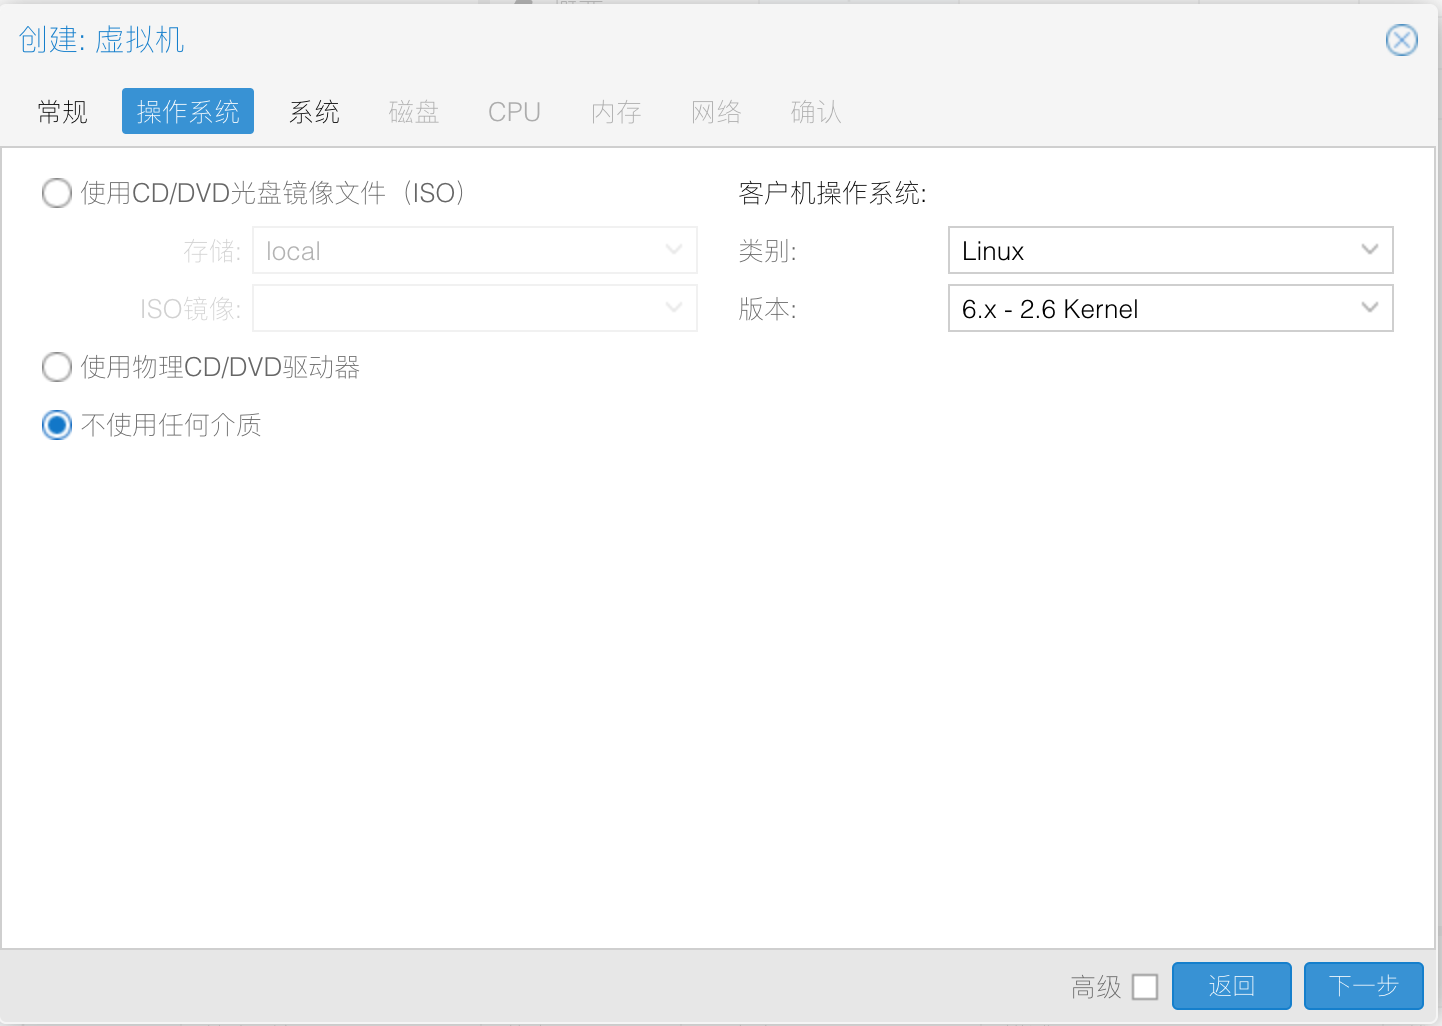 创建: 虚拟机
常规 操作系统 系统 磁盘 CPU 内存 网络 确认
使用CD/DVD光盘镜像文件（ISO）
存储: local
ISO镜像:
使用物理CD/DVD驱动器
不使用任何介质
客户机操作系统:
类别: Linux
版本: 6.x - 2.6 Kernel
高级 返回 下一步